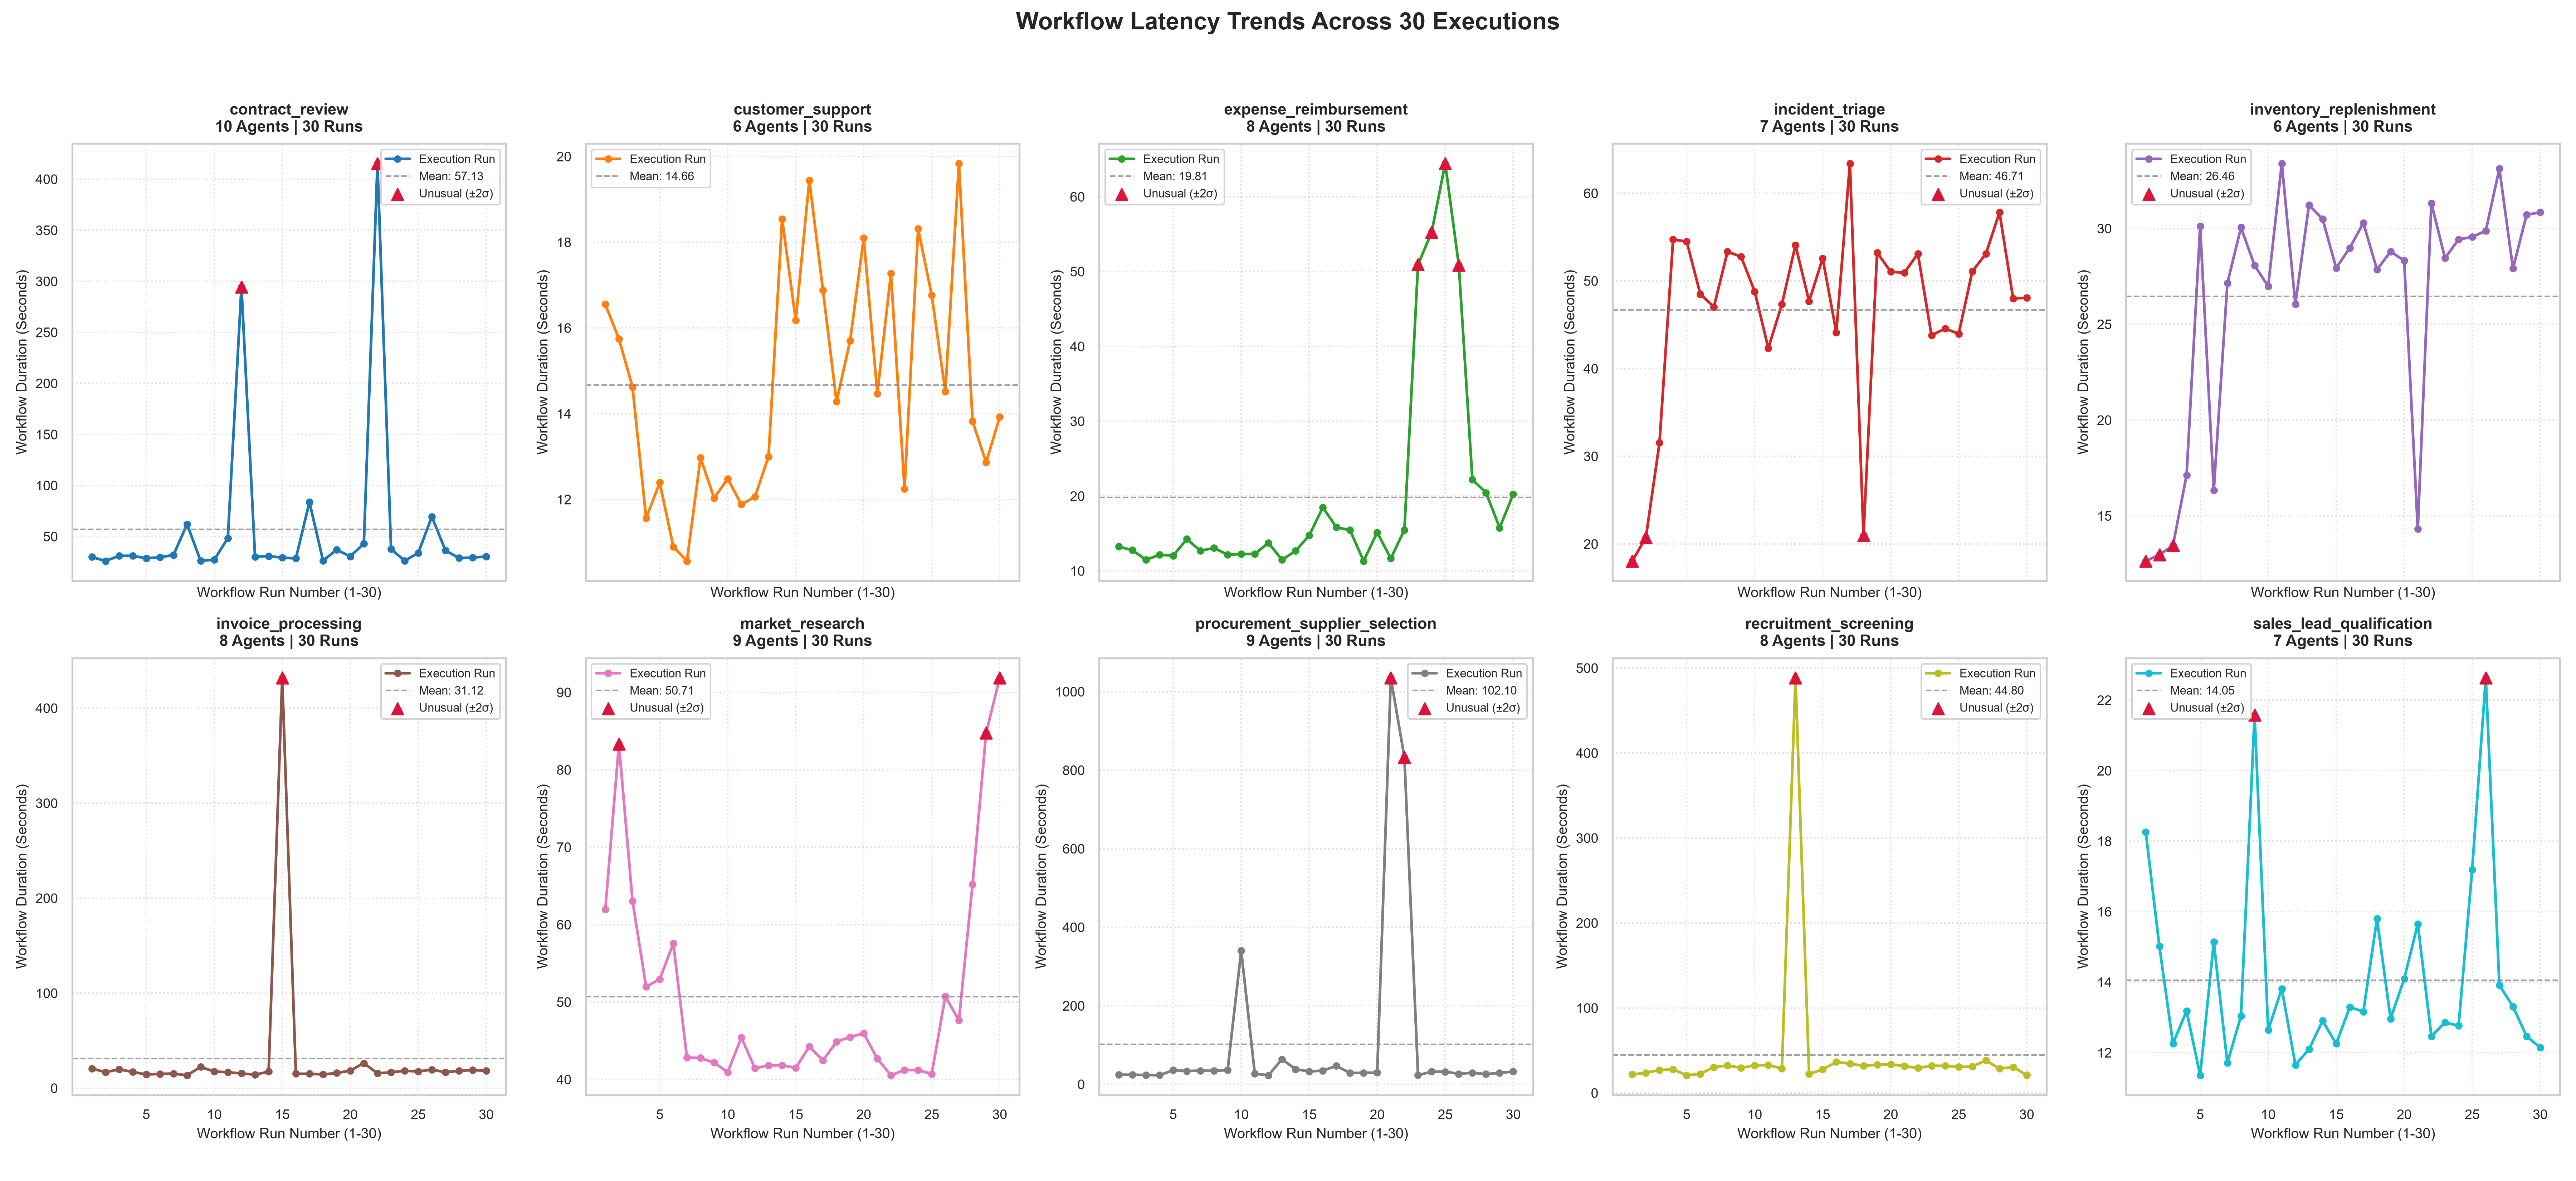 Workflow Latency Trends Across 30 Executions
contract_review
10 Agents | 30 Runs
Workflow Duration (Seconds)
400
350
300
250
200
150
100
50
Execution Run
Mean: 57.13
Unusual (±2σ)
Workflow Run Number (1-30)
customer_support
6 Agents | 30 Runs
Workflow Duration (Seconds)
20
18
16
14
12
Execution Run
Mean: 14.66
Workflow Run Number (1-30)
expense_reimbursement
8 Agents | 30 Runs
Workflow Duration (Seconds)
60
50
40
30
20
10
Execution Run
Mean: 19.81
Unusual (±2σ)
Workflow Run Number (1-30)
incident_triage
7 Agents | 30 Runs
Workflow Duration (Seconds)
60
50
40
30
20
Execution Run
Mean: 46.71
Unusual (±2σ)
Workflow Run Number (1-30)
inventory_replenishment
6 Agents | 30 Runs
Workflow Duration (Seconds)
30
25
20
15
Execution Run
Mean: 26.46
Unusual (±2σ)
Workflow Run Number (1-30)
invoice_processing
8 Agents | 30 Runs
Workflow Duration (Seconds)
400
300
200
100
0
Execution Run
Mean: 31.12
Unusual (±2σ)
5 10 15 20 25 30
Workflow Run Number (1-30)
market_research
9 Agents | 30 Runs
Workflow Duration (Seconds)
90
80
70
60
50
40
Execution Run
Mean: 50.71
Unusual (±2σ)
5 10 15 20 25 30
Workflow Run Number (1-30)
procurement_supplier_selection
9 Agents | 30 Runs
Workflow Duration (Seconds)
1000
800
600
400
200
0
Execution Run
Mean: 102.10
Unusual (±2σ)
5 10 15 20 25 30
Workflow Run Number (1-30)
recruitment_screening
8 Agents | 30 Runs
Workflow Duration (Seconds)
500
400
300
200
100
0
Execution Run
Mean: 44.80
Unusual (±2σ)
5 10 15 20 25 30
Workflow Run Number (1-30)
sales_lead_qualification
7 Agents | 30 Runs
Workflow Duration (Seconds)
22
20
18
16
14
12
Execution Run
Mean: 14.05
Unusual (±2σ)
5 10 15 20 25 30
Workflow Run Number (1-30)